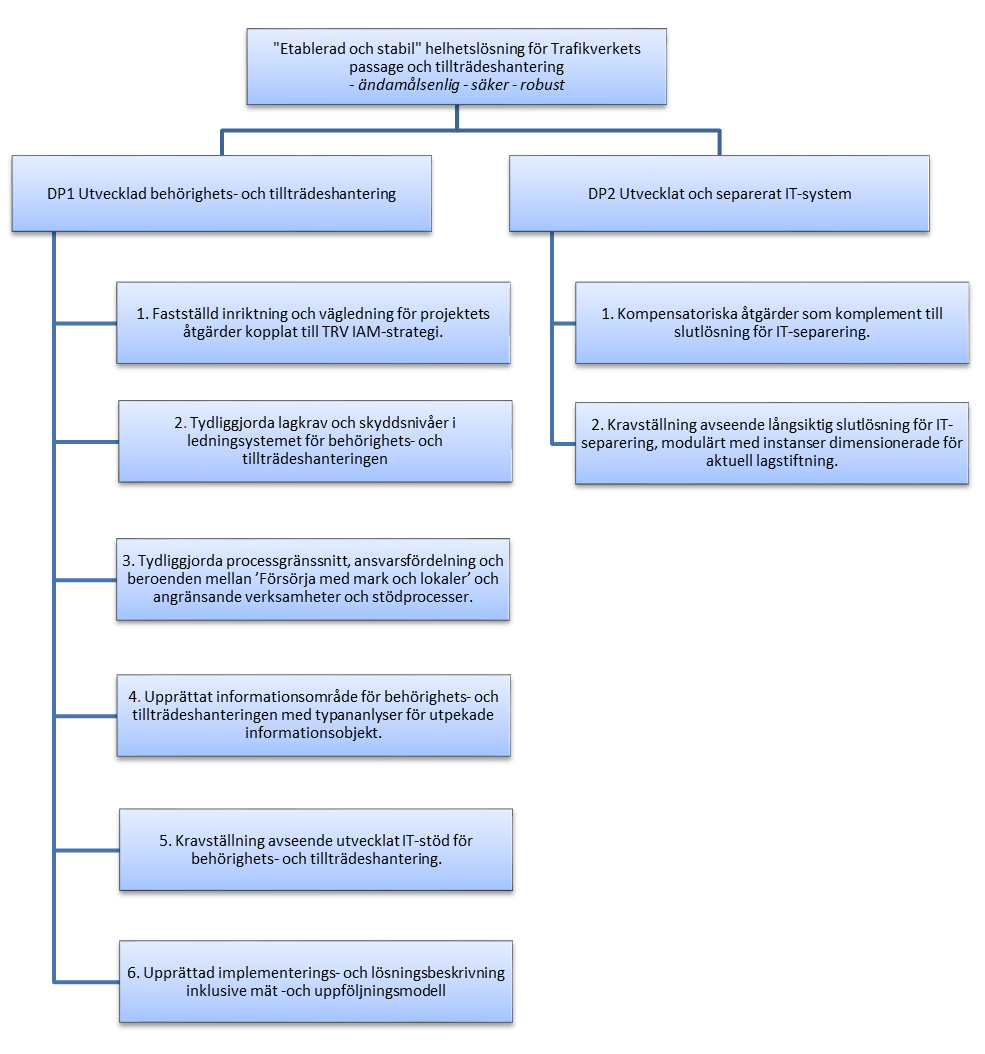 "Etablerad och stabil" helhetslösning för Trafikverkets
passage och tillträdeshantering
- ändamålsenlig - säker - robust
DP1 Utvecklad behörighets- och tillträdeshantering
DP2 Utvecklat och separerat IT-system
1. Fastställd inriktning och vägledning för projektets
åtgärder kopplat till TRV IAM-strategi.
2. Tydliggjorda lagkrav och skyddsnivåer i
ledningsystemet för behörighets- och
tillträdeshanteringen
3. Tydliggjorda processgränssnitt, ansvarsfördelning och
beroenden mellan ’Försörja med mark och lokaler’ och
angränsande verksamheter och stödprocesser.
4. Upprättat informationsområde för behörighets- och
tillträdeshanteringen med typananlyser för utpekade
informationsobjekt.
5. Kravställning avseende utvecklat IT-stöd för
behörighets- och tillträdeshantering.
6. Upprättad implementerings- och lösningsbeskrivning
inklusive mät -och uppföljningsmodell
1. Kompensatoriska åtgärder som komplement till
slutlösning för IT-separering.
2. Kravställning avseende långsiktig slutlösning för IT-
separering, modulärt med instanser dimensionerade för
aktuell lagstiftning.